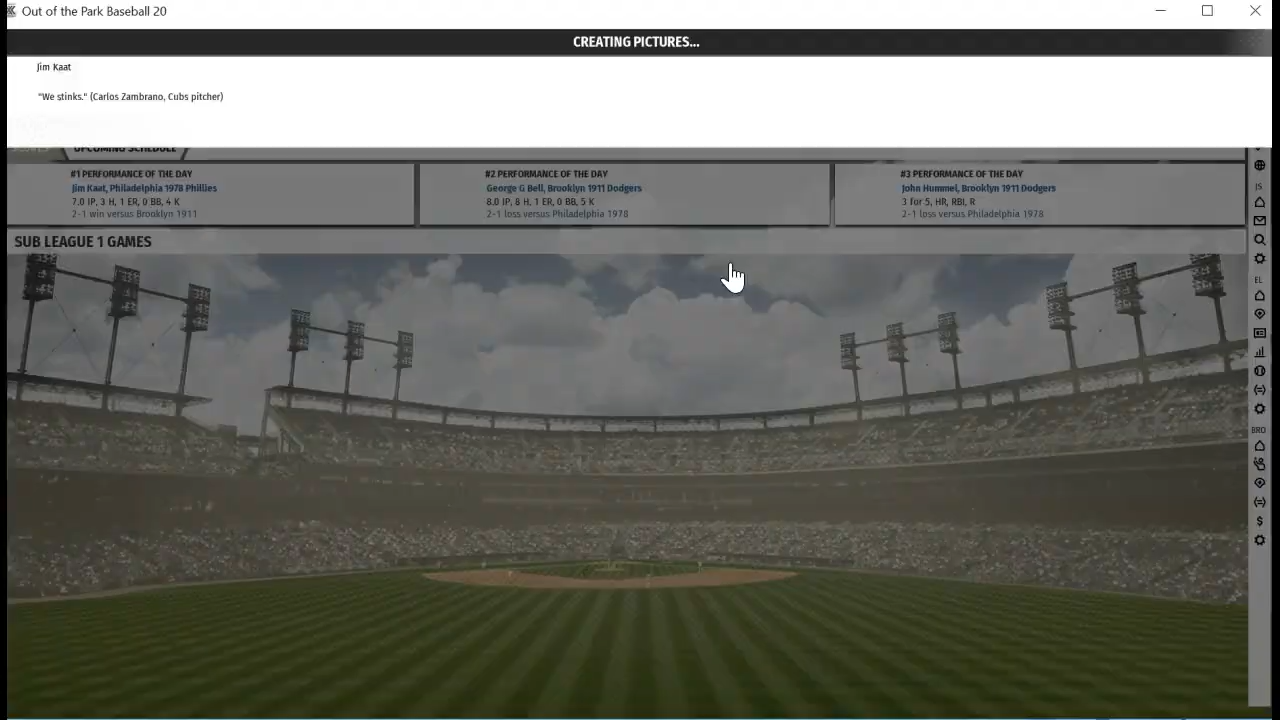 Out of the Park Baseball 20
CREATING PICTURES...
Jim Kaat
"We stinks." (Carlos Zambrano, Cubs pitcher)
UPCOMING SCHEDULE
#1 PERFORMANCE OF THE DAY
Jim Kaat, Philadelphia 1978 Phillies
7.0 IP, 3 H, 1 ER, 0 BB, 4 K
2-1 win versus Brooklyn 1911
#2 PERFORMANCE OF THE DAY
George G Bell, Brooklyn 1911 Dodgers
8.0 IP, 8 H, 1 ER, 0 BB, 5 K
2-1 loss versus Philadelphia 1978
#3 PERFORMANCE OF THE DAY
John Hummel, Brooklyn 1911 Dodgers
3 for 5, HR, RBI, R
2-1 loss versus Philadelphia 1978
SUB LEAGUE 1 GAMES
JS
EL
BRO
$